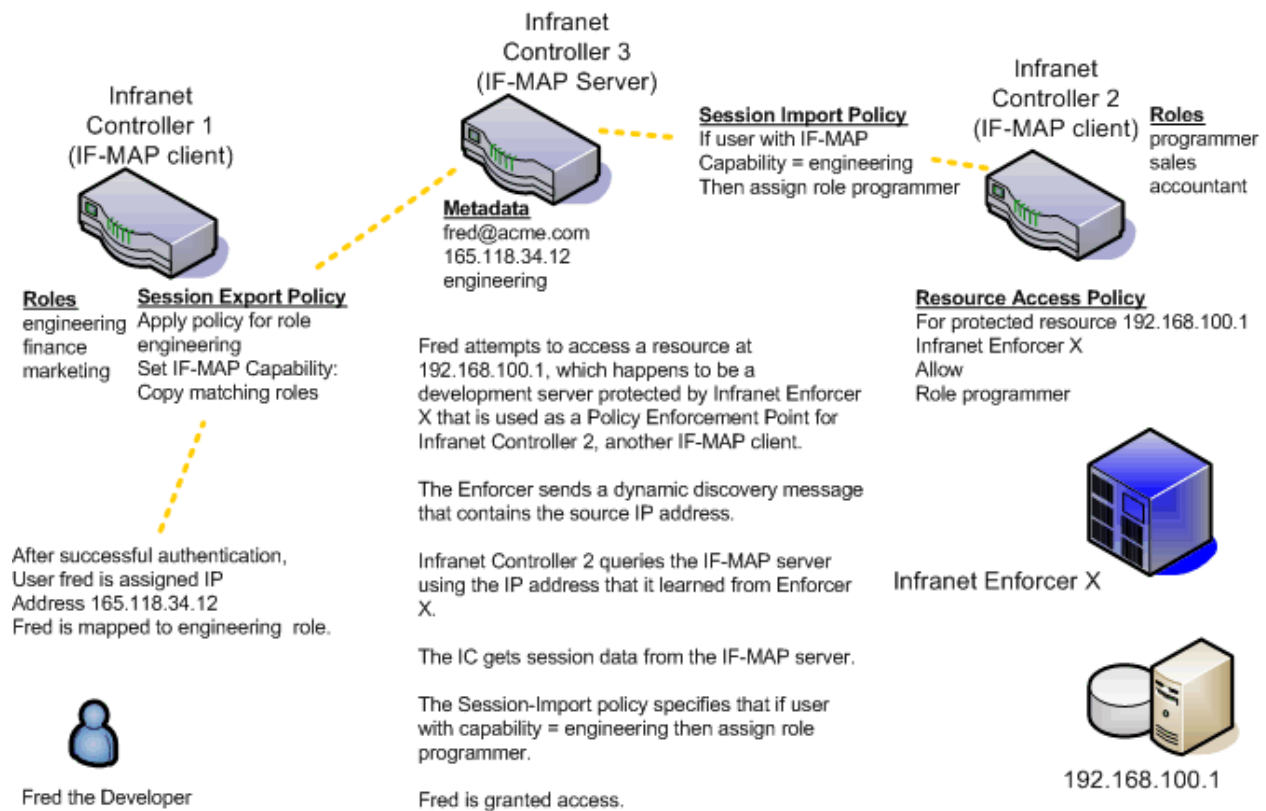 Infranet
Controller 1
(IF-MAP client)
Infranet
Controller 3
(IF-MAP Server)
Infranet
Controller 2
(IF-MAP client)
Roles
programmer
sales
accountant
Session Import Policy
If user with IF-MAP
Capability = engineering
Then assign role programmer
Metadata
fred@acme.com
165.118.34.12
engineering
Roles
engineering
finance
marketing
Session Export Policy
Apply policy for role
engineering
Set IF-MAP Capability:
Copy matching roles
Resource Access Policy
For protected resource 192.168.100.1
Infranet Enforcer X
Allow
Role programmer
Fred attempts to access a resource at
192.168.100.1, which happens to be a
development server protected by Infranet Enforcer
X that is used as a Policy Enforcement Point for
Infranet Controller 2, another IF-MAP client.
The Enforcer sends a dynamic discovery message
that contains the source IP address.
Infranet Controller 2 queries the IF-MAP server
using the IP address that it learned from Enforcer
X.
The IC gets session data from the IF-MAP server.
The Session-Import policy specifies that if user
with capability = engineering then assign role
programmer.
Fred is granted access.
After successful authentication,
User fred is assigned IP
Address 165.118.34.12
Fred is mapped to engineering role.
Fred the Developer
Infranet Enforcer X
192.168.100.1